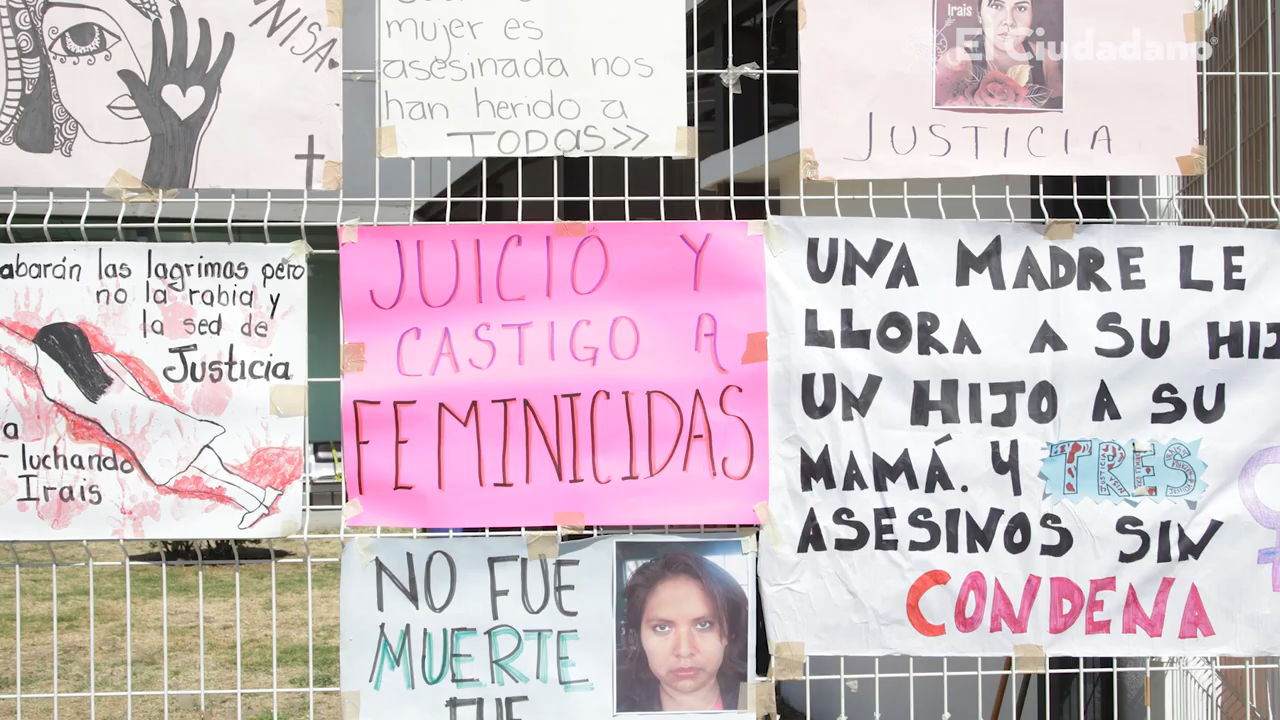 NISA
mujer es
asesinada nos
han herido a
TODAS>>
Irais
El Ciudadano
JUSTICIA
abarán las lagrimas pero
no la rabia y
la sed de
Justicia
a
luchando
Irais
JUICIO Y
CASTIGO A
FEMINICIDAS
UNA MADRE LE
LLORA A SU HIJ
UN HIJO A SU
MAMÁ. Y TRES
ASESINOS SIN
CONDENA
NO FUE
MUERTE
FUE